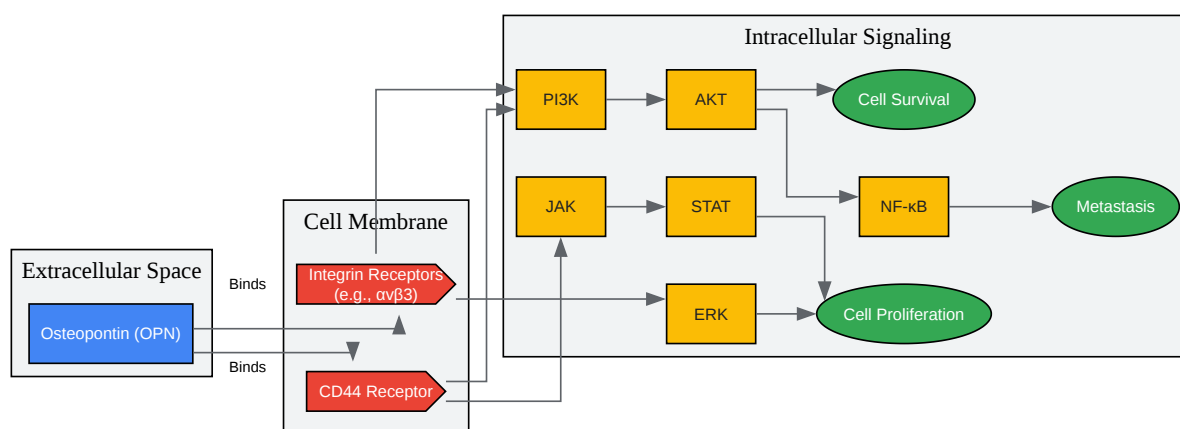 Extracellular Space
Osteopontin (OPN)
Binds
Binds
Cell Membrane
Integrin Receptors
(e.g., αvβ3)
CD44 Receptor
Intracellular Signaling
PI3K
AKT
Cell Survival
JAK
STAT
NF-κB
Metastasis
ERK
Cell Proliferation